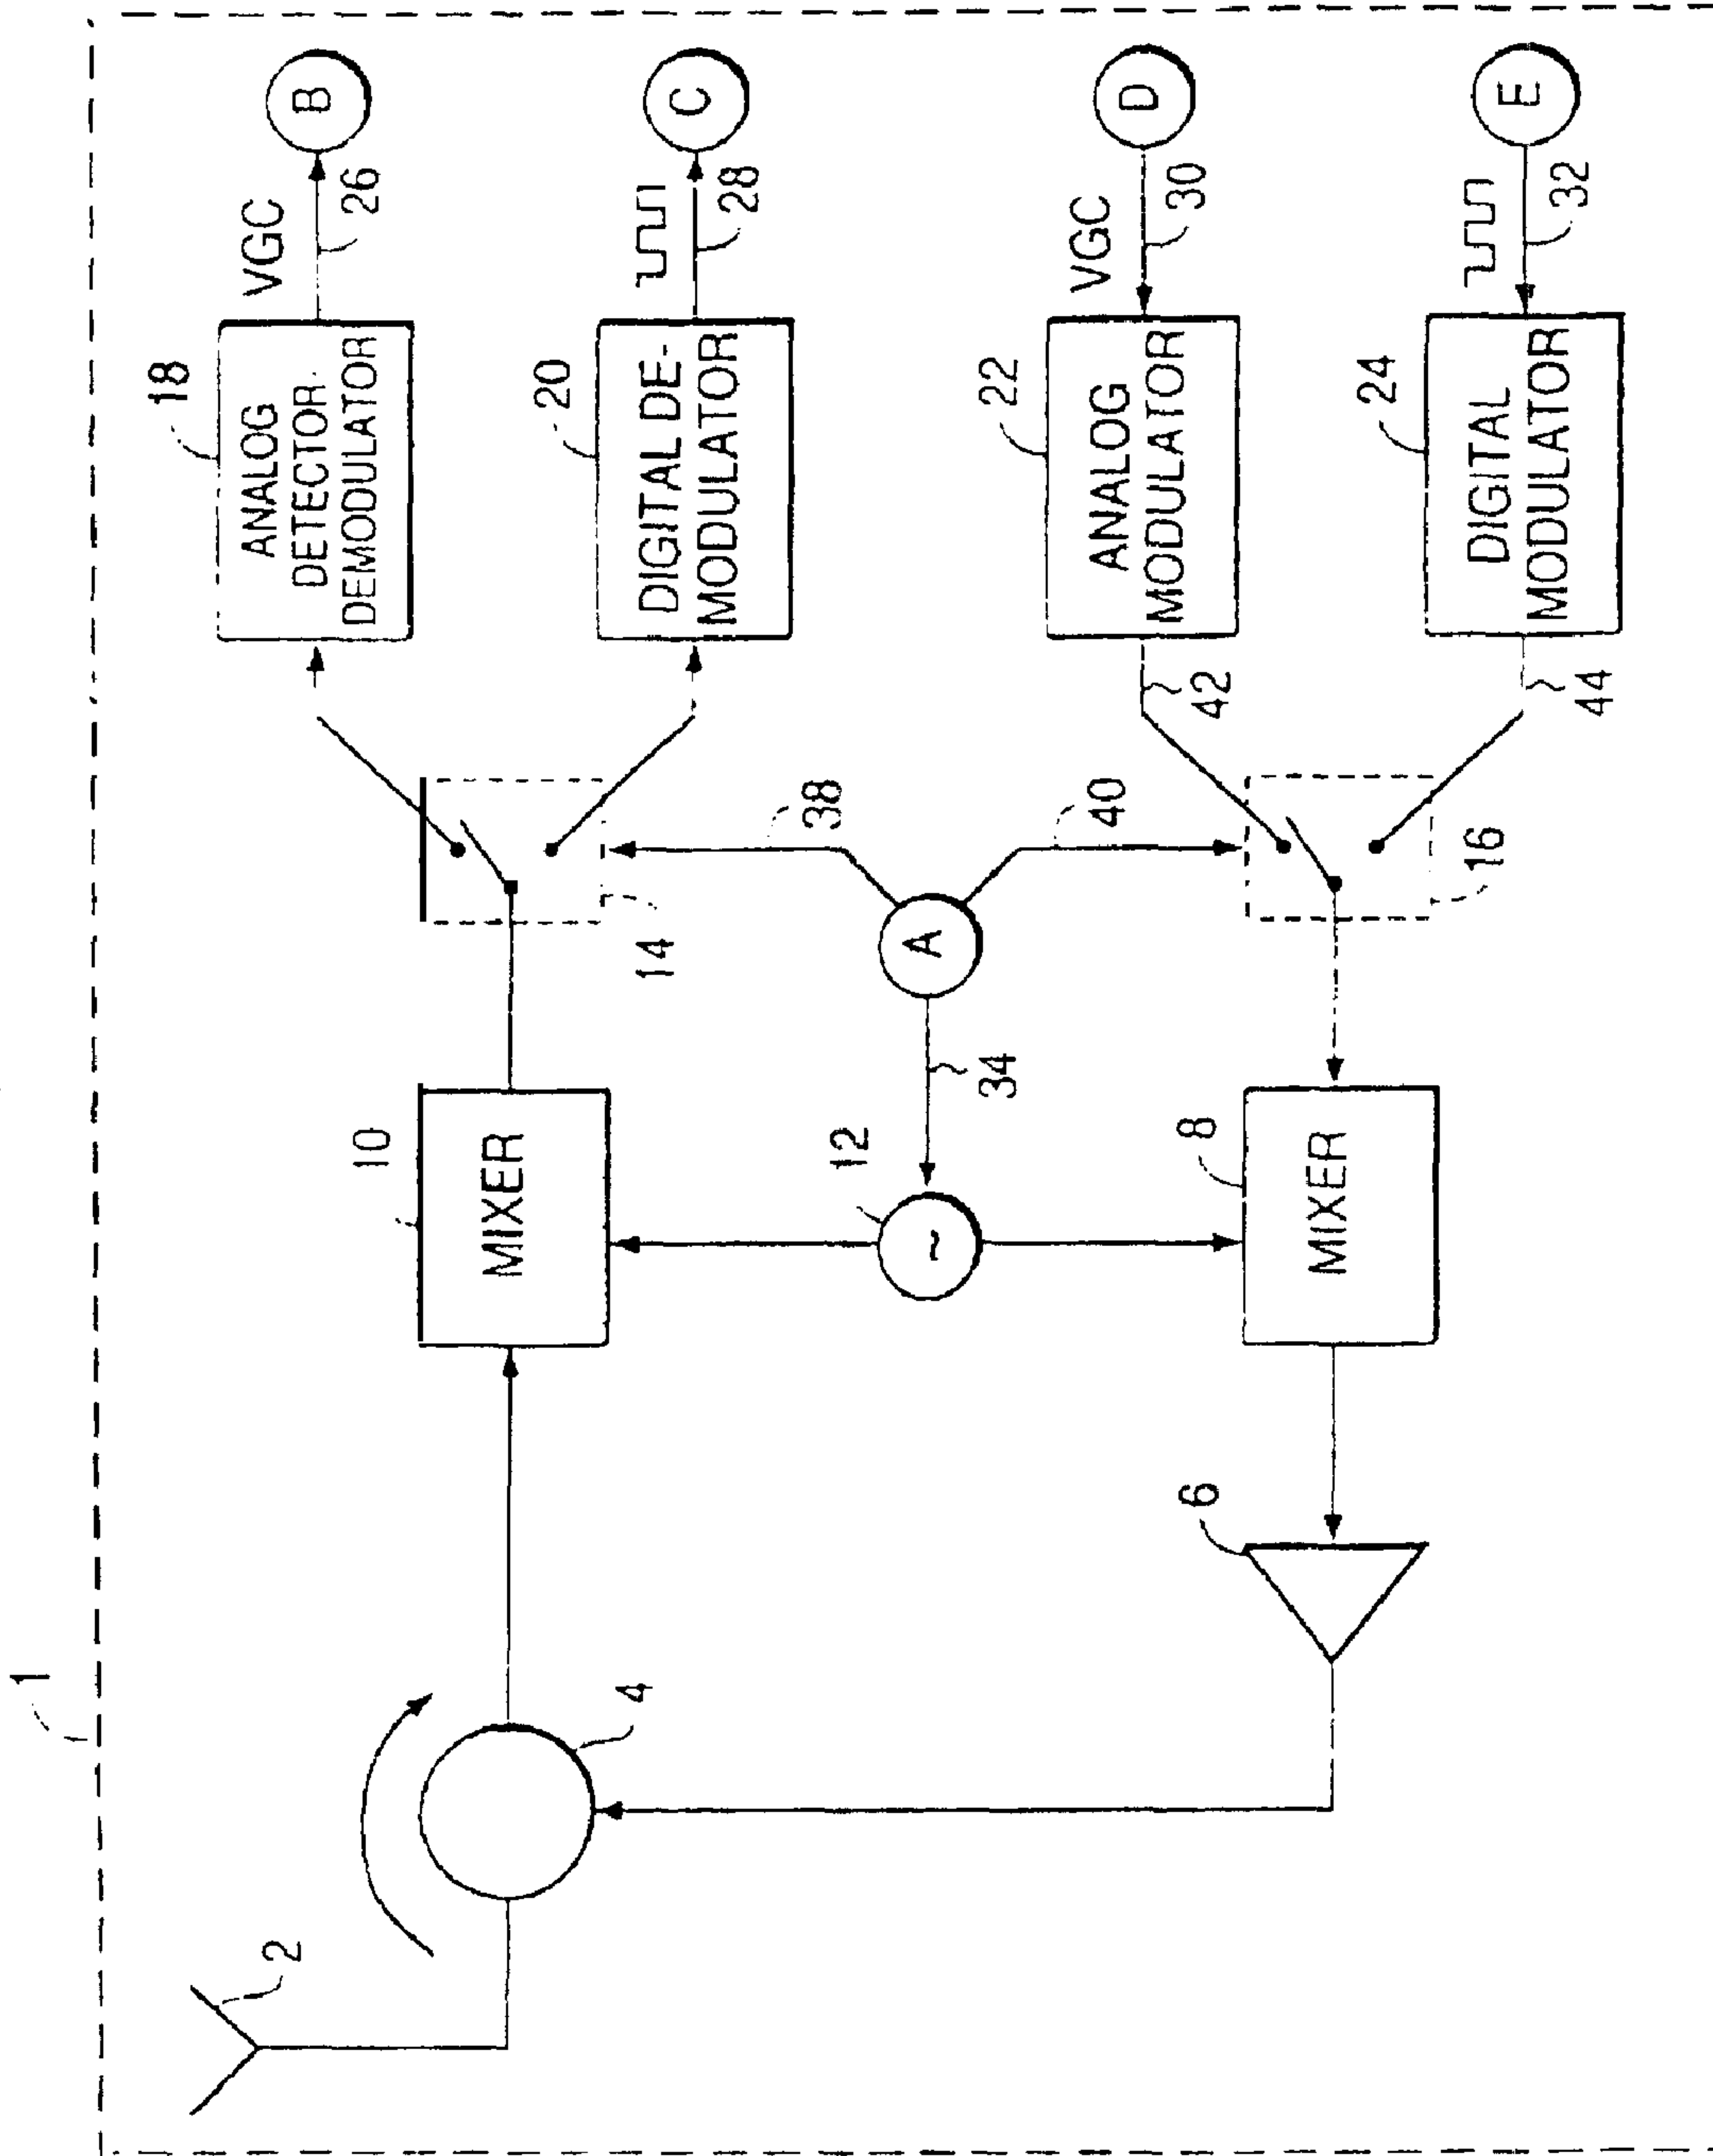 1
2
4
6
10
MIXER
12
~
34
A
8
MIXER
14
38
40
16
18
ANALOG
DETECTOR-
DEMODULATOR
VGC
26
B
20
DIGITAL DE-
MODULATOR
28
C
22
ANALOG
MODULATOR
42
VGC
30
D
24
DIGITAL
MODULATOR
44
32
E